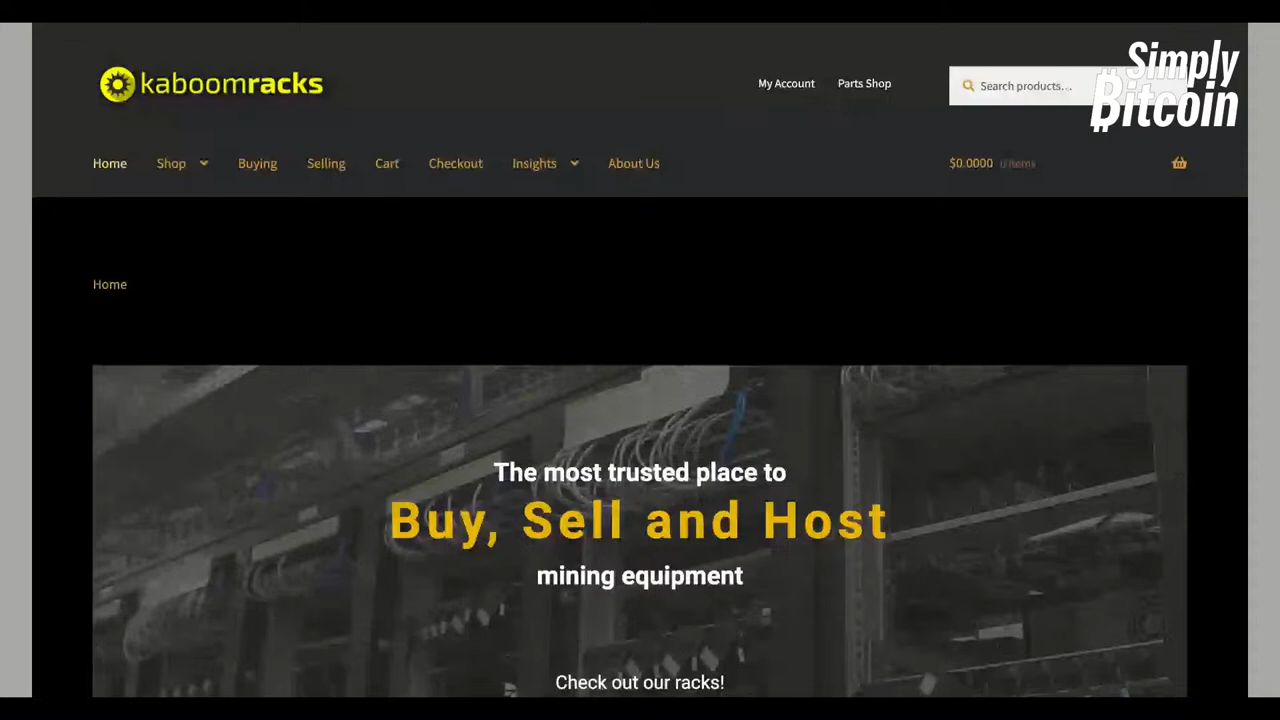 kaboomracks
My Account
Parts Shop
Search products...
Simply
Bitcoin
Home
Shop
Buying
Selling
Cart
Checkout
Insights
About Us
$0.0000 0 items
Home
The most trusted place to
Buy, Sell and Host
mining equipment
Check out our racks!